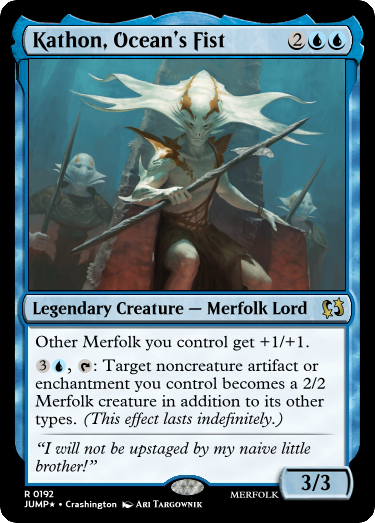 Kathon, Ocean's Fist 2
Legendary Creature — Merfolk Lord
Other Merfolk you control get +1/+1.
3 , : Target noncreature artifact or
enchantment you control becomes a 2/2
Merfolk creature in addition to its other
types. (This effect lasts indefinitely.)
“I will not be upstaged by my naive little
brother!”
3/3
R 0192
JUMP★ • Crashington Ari Targownik
MERFOLK